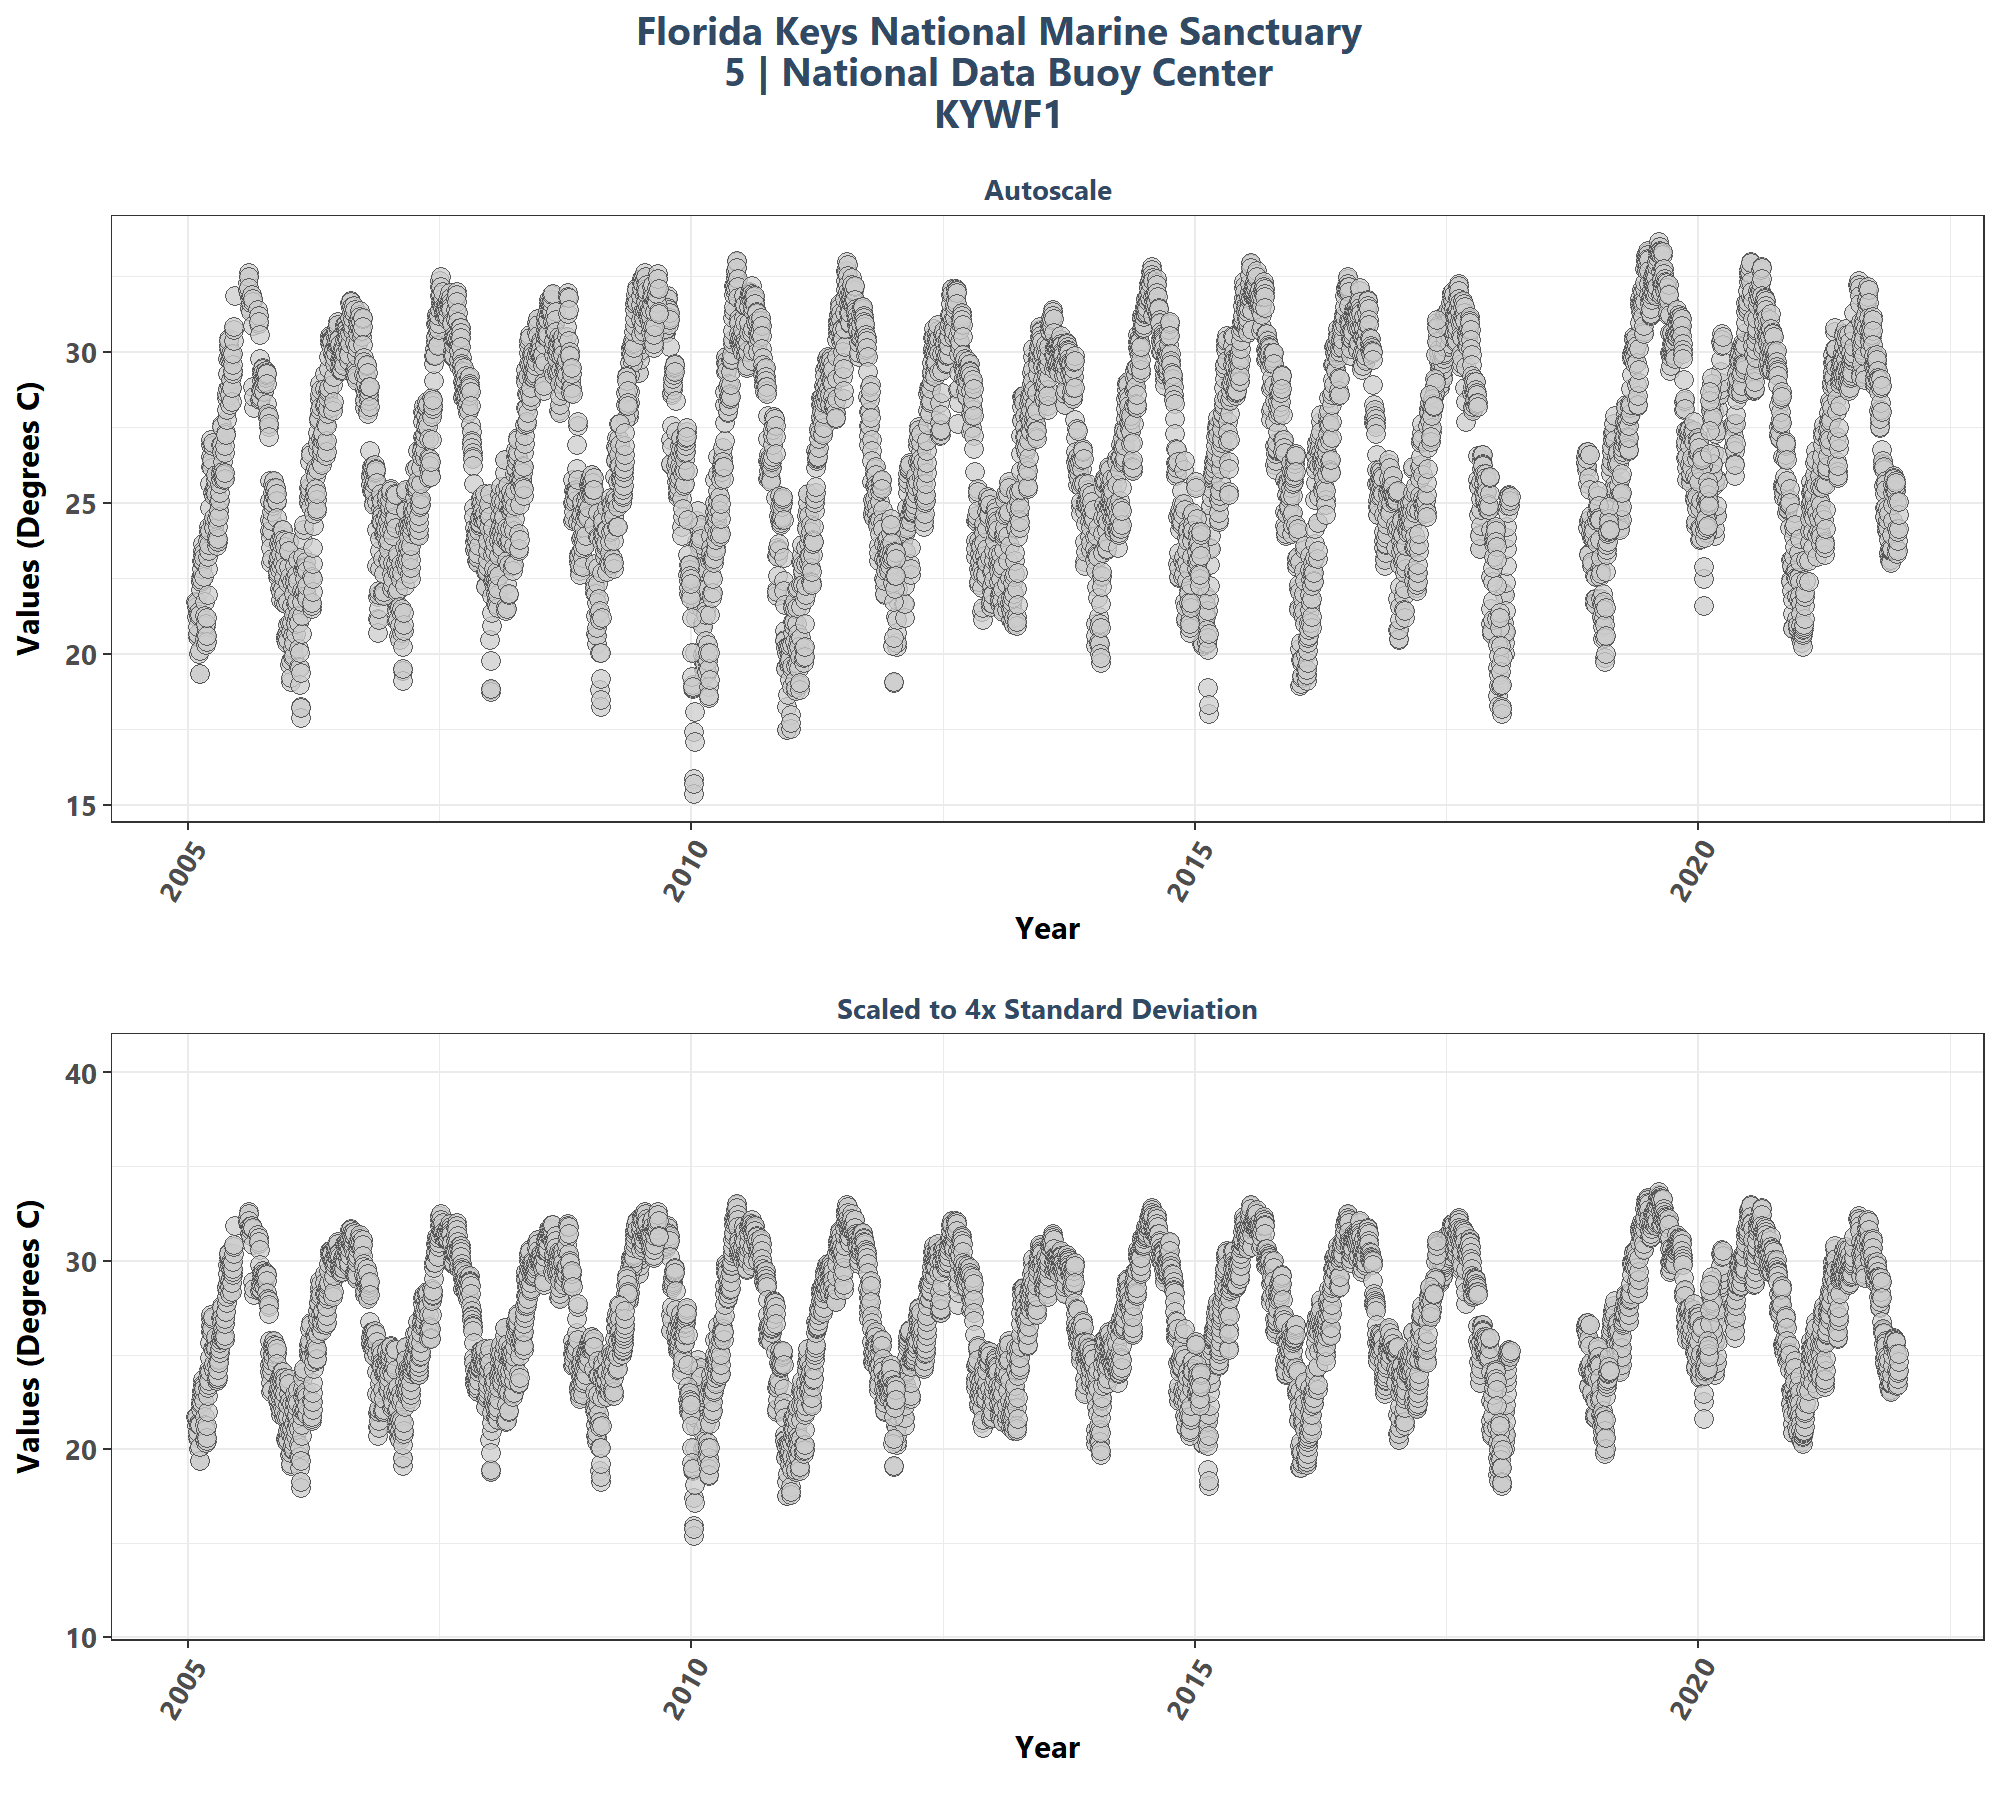 Florida Keys National Marine Sanctuary
5 | National Data Buoy Center
KYWF1
Autoscale
Values (Degrees C)
30
25
20
15
2005
2010
2015
2020
Year
Scaled to 4x Standard Deviation
Values (Degrees C)
40
30
20
10
2005
2010
2015
2020
Year